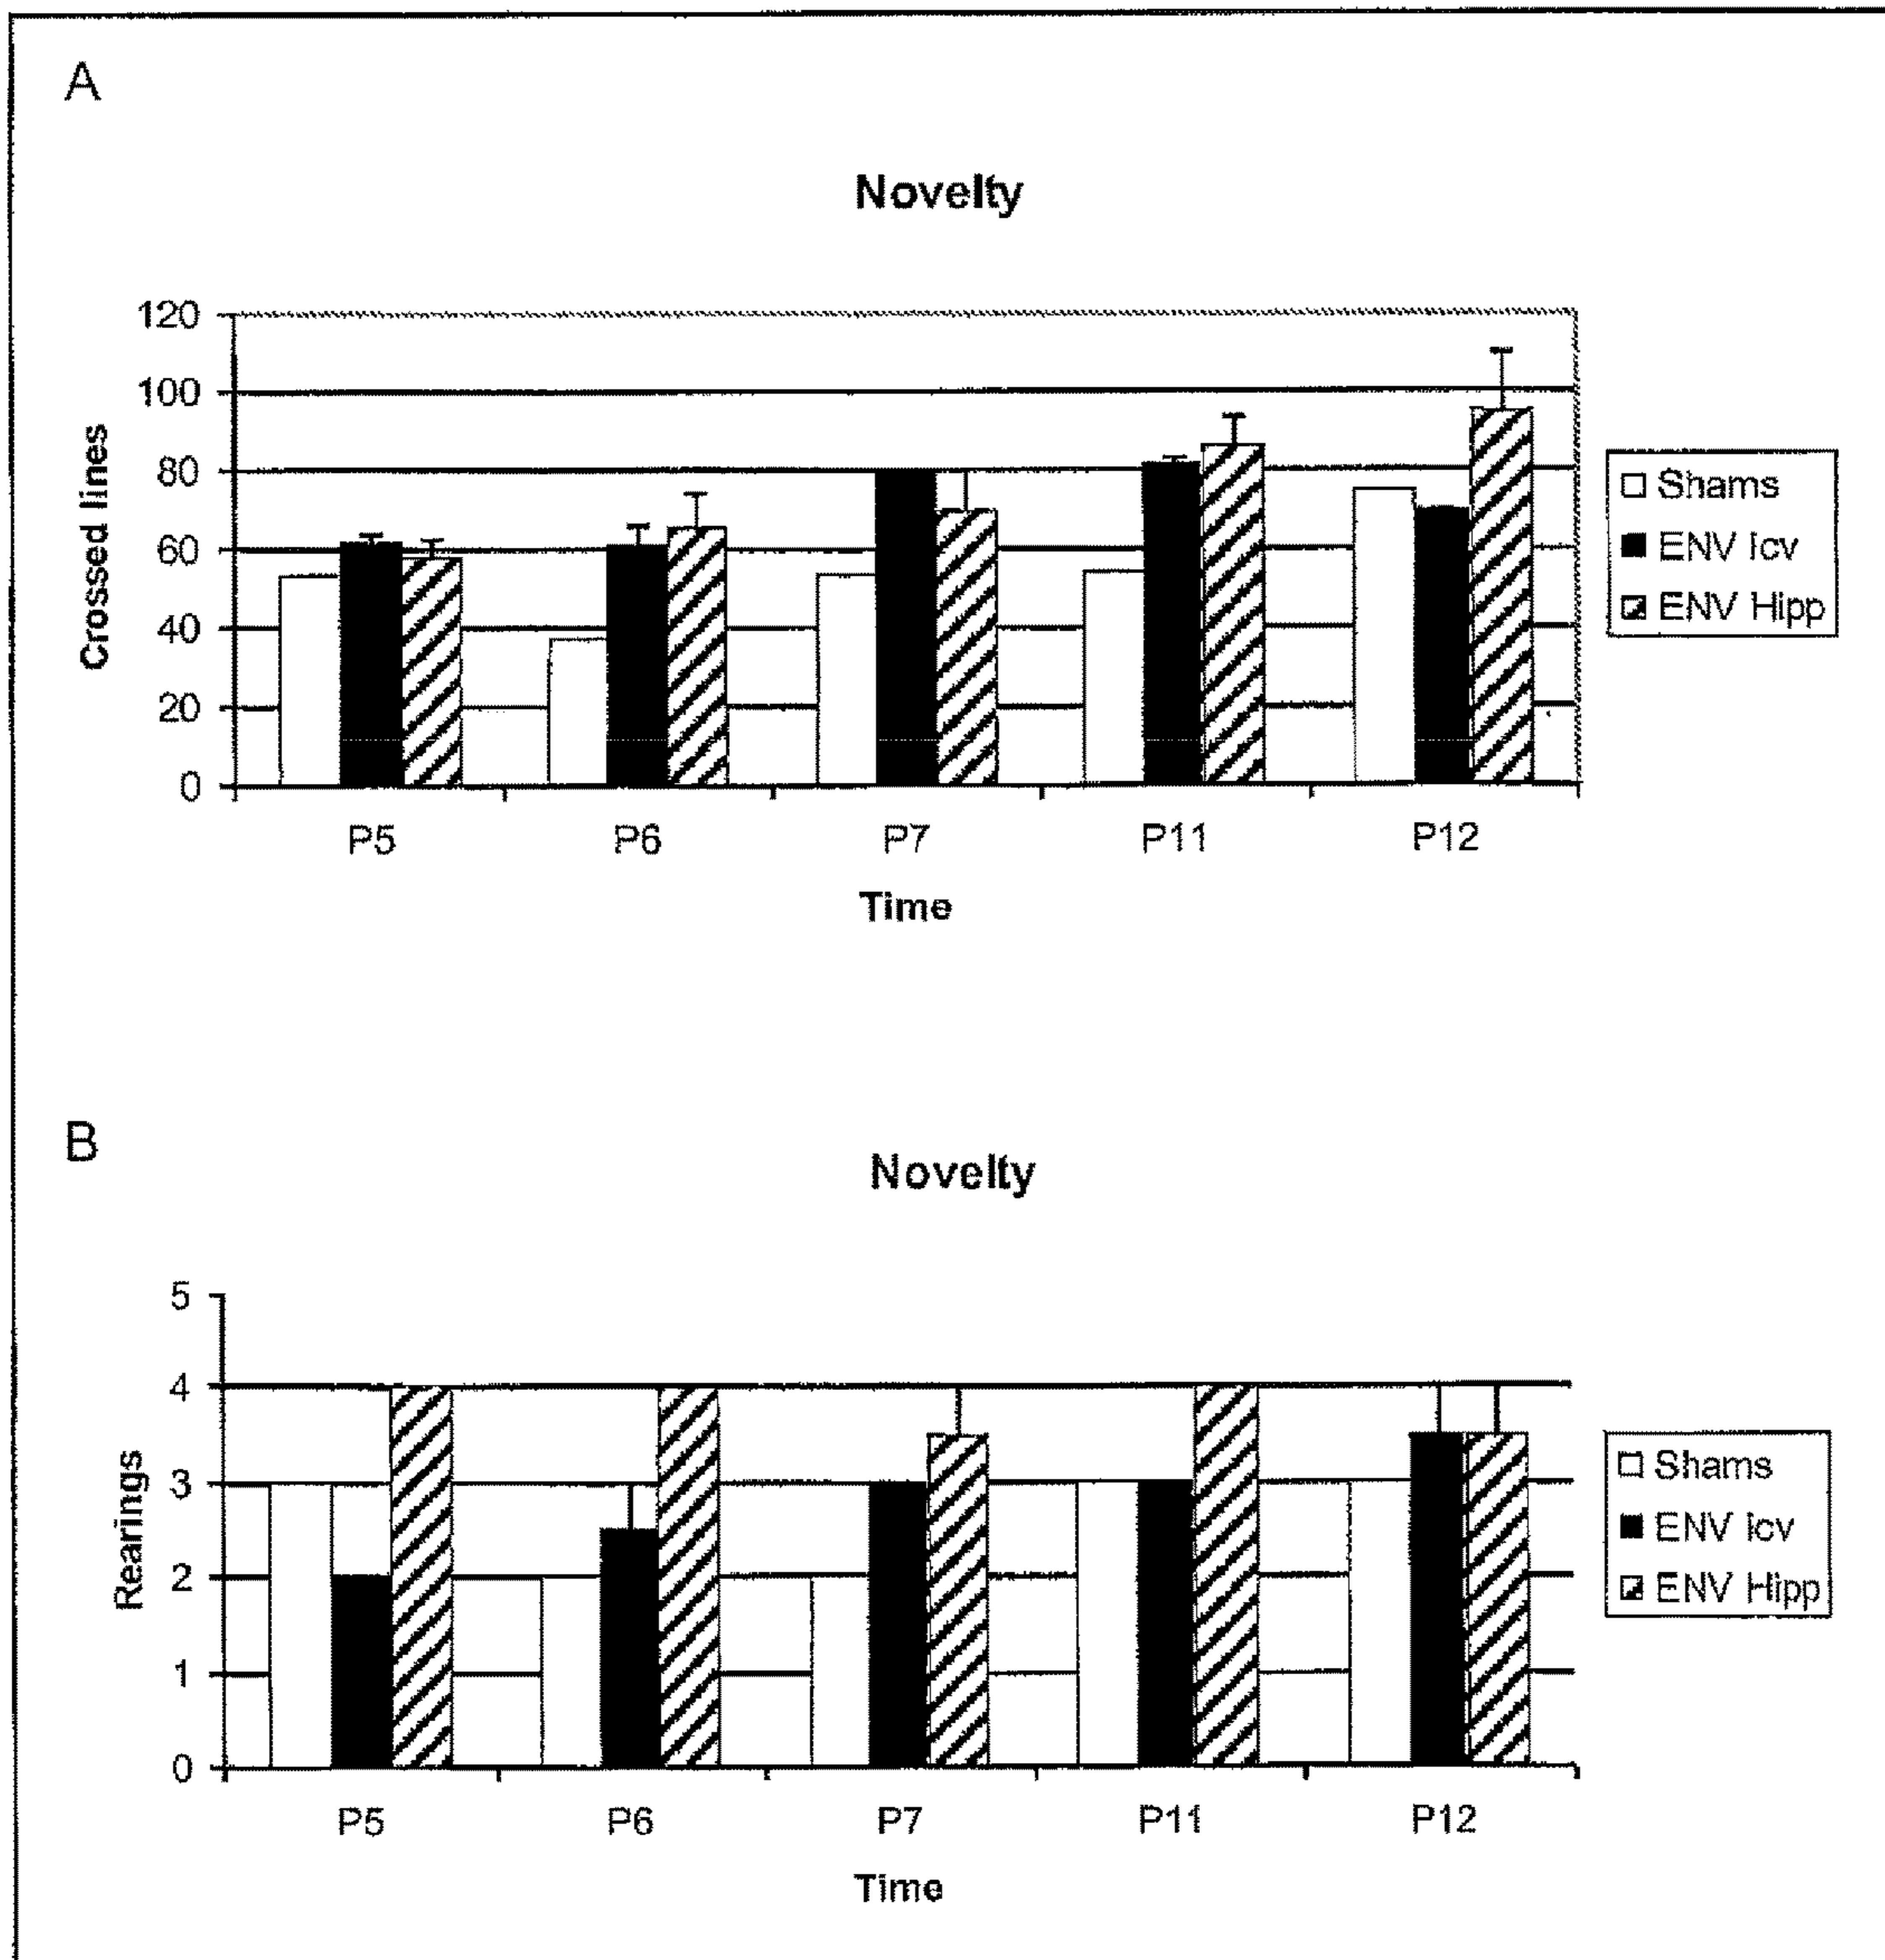 A
Novelty
120
100
80
60
40
20
0
Crossed lines
P5 P6 P7 P11 P12
Time
Shams
ENV Icv
ENV Hipp
B
Novelty
5
4
3
2
1
0
Rearings
P5 P6 P7 P11 P12
Time
Shams
ENV Icv
ENV Hipp